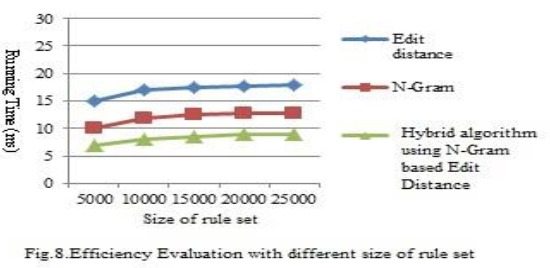 30
25
20
15
10
5
0
Running Time (ms)
5000 10000 15000 20000 25000
Size of rule set
Edit
distance
N-Gram
Hybrid algorithm
using N-Gram
based Edit
Distance
Fig.8.Efficiency Evaluation with different size of rule set